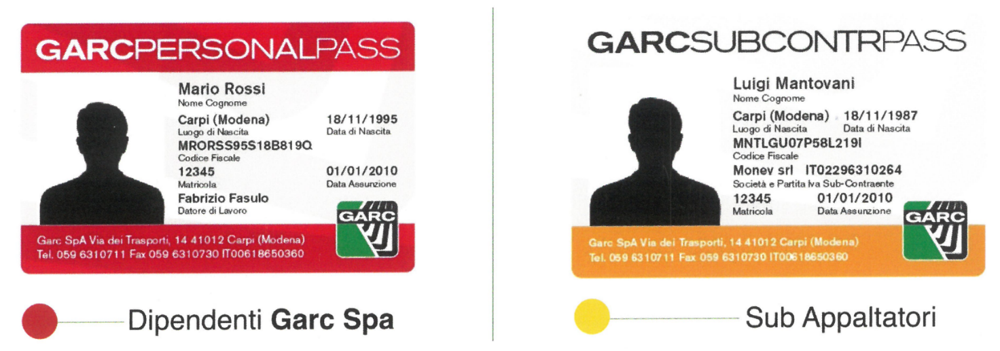 GARCPERSONALPASS
Mario Rossi
Nome Cognome
Carpi (Modena) 18/11/1995
Luogo di Nascita Data di Nascita
MRORSS95S18B819Q
Codice Fiscale
12345 01/01/2010
Matricola Data Assunzione
Fabrizio Fasulo
Datore di Lavoro
GARC
Garc SpA Via dei Trasporti, 14 41012 Carpi (Modena)
Tel. 059 6310711 Fax 059 6310730 IT00618650360
Dipendenti Garc Spa
GARCSUBCONTRPASS
Luigi Mantovani
Nome Cognome
Carpi (Modena) 18/11/1987
Luogo di Nascita Data di Nascita
MNTLGU07P58L219I
Codice Fiscale
Monev srl IT02296310264
Società e Partita Iva Sub-Contraente
12345 01/01/2010
Matricola Data Assunzione
GARC
Garc SpA Via dei Trasporti, 14 41012 Carpi (Modena)
Tel. 059 6310711 Fax 059 6310730 IT00618650360
Sub Appaltatori